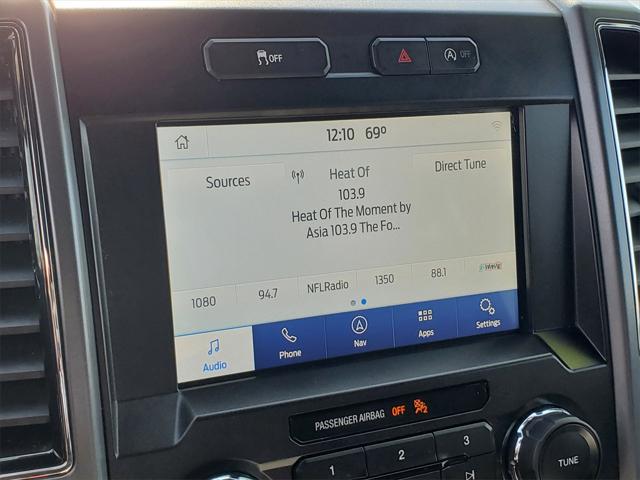 OFF
OFF
12:10 69º
Sources
Heat Of
Direct Tune
103.9
Heat Of The Moment by
Asia 103.9 The Fo...
1080 94.7 NFLRadio 1350 88.1
Audio Phone Nav Apps Settings
PASSENGER AIRBAG OFF 2
1 2 3
TUNE